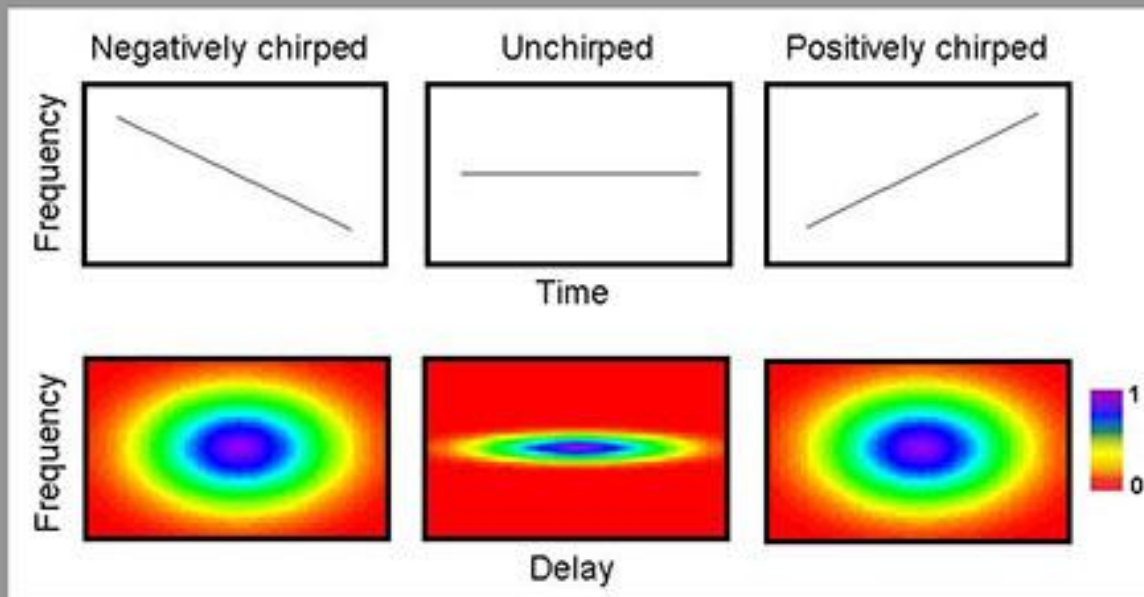 Negatively chirped
Unchirped
Positively chirped
Frequency
Time
Frequency
1
0
Delay